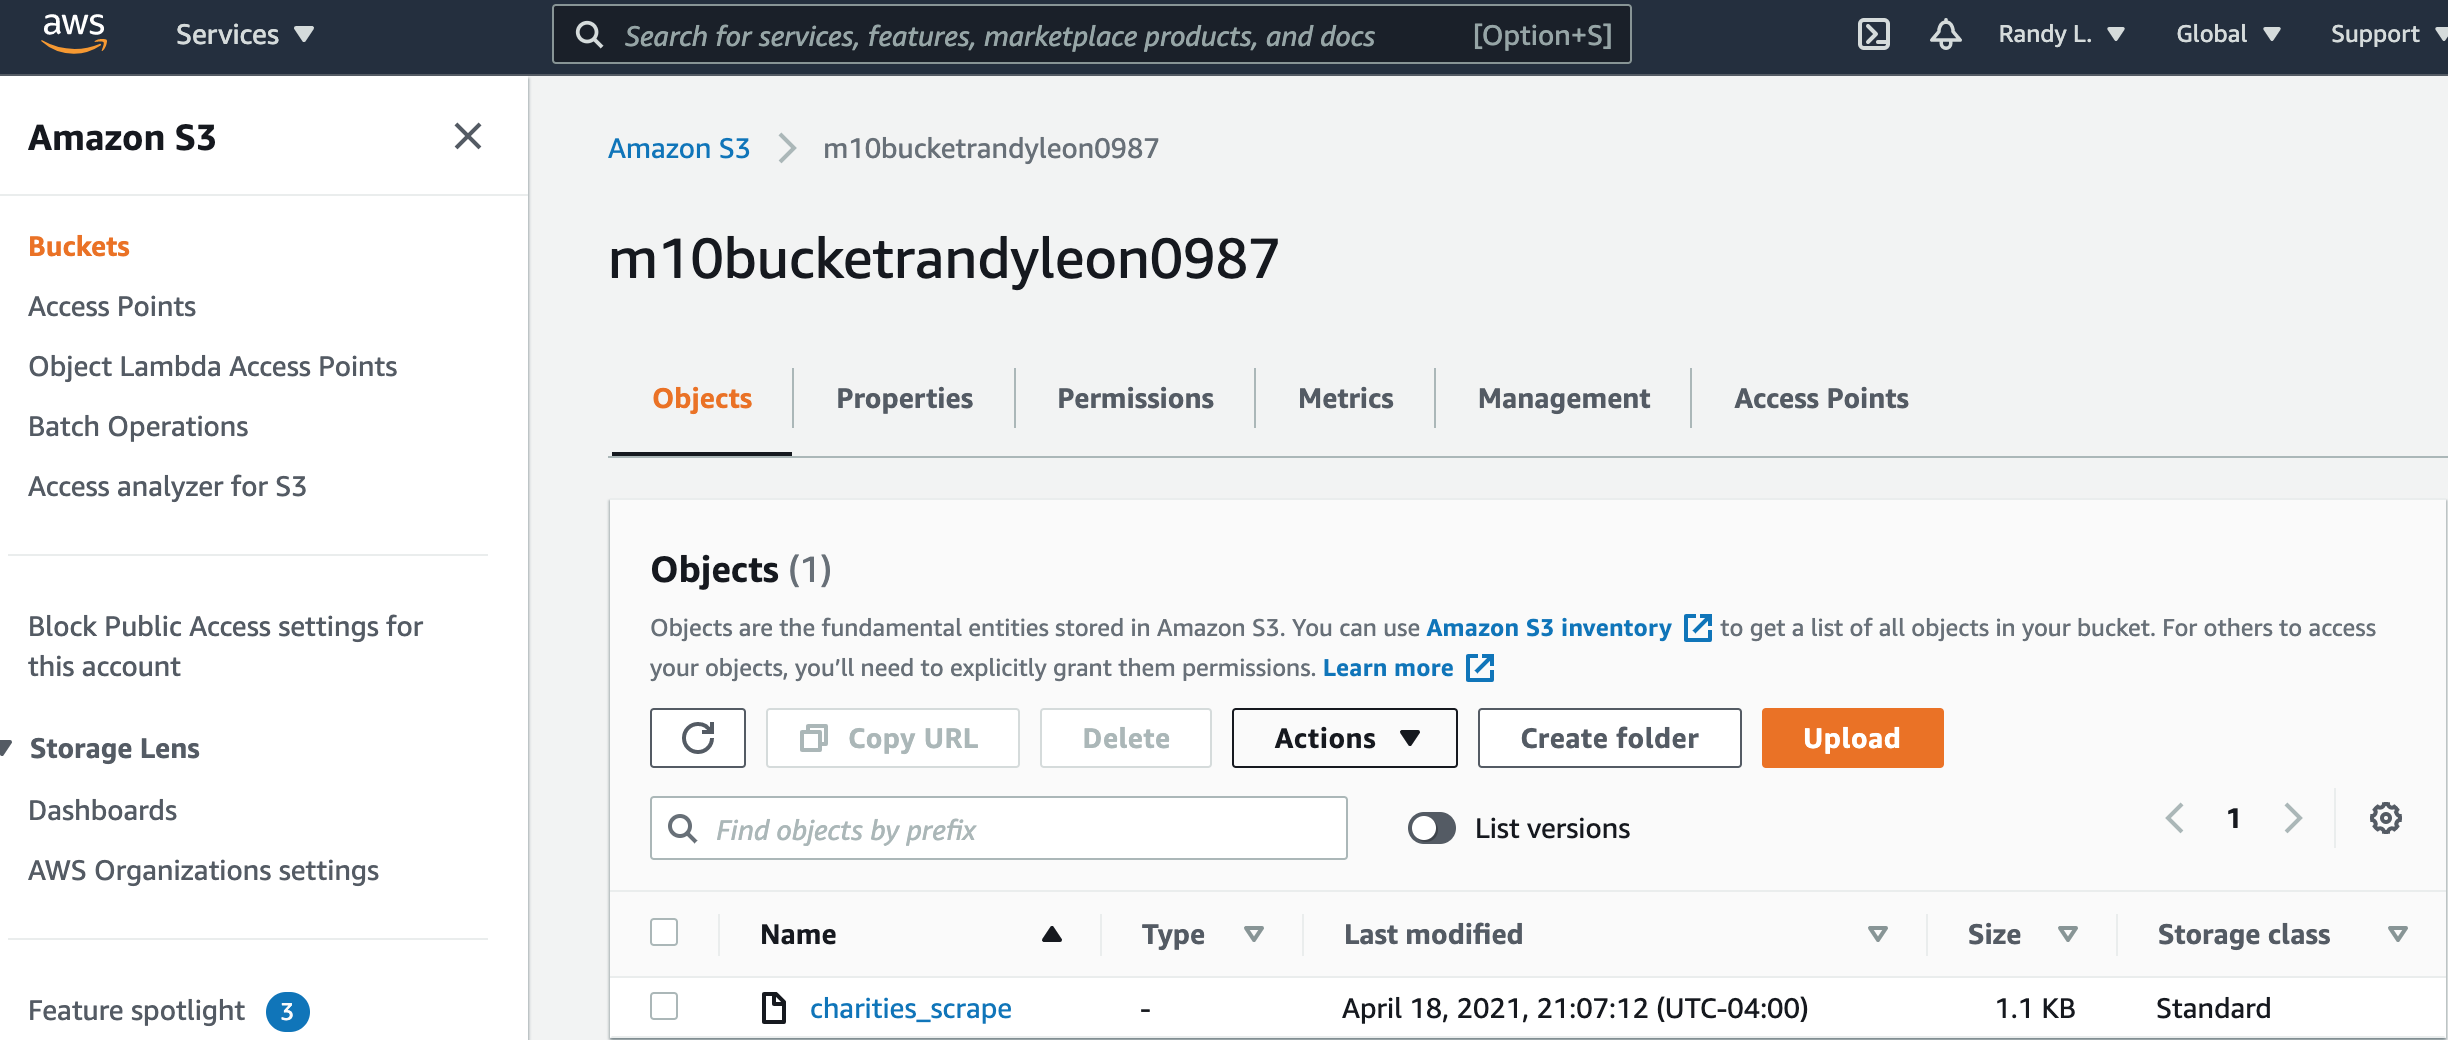 aws
Services
Search for services, features, marketplace products, and docs [Option+S]
Randy L.
Global
Support
Amazon S3
Buckets
Access Points
Object Lambda Access Points
Batch Operations
Access analyzer for S3
Block Public Access settings for
this account
Storage Lens
Dashboards
AWS Organizations settings
Feature spotlight 3
Amazon S3 m10bucketrandyleon0987
m10bucketrandyleon0987
Objects Properties Permissions Metrics Management Access Points
Objects (1)
Objects are the fundamental entities stored in Amazon S3. You can use Amazon S3 inventory to get a list of all objects in your bucket. For others to access
your objects, you’ll need to explicitly grant them permissions. Learn more
Copy URL Delete Actions Create folder Upload
Find objects by prefix List versions 1
Name Type Last modified Size Storage class
charities_scrape - April 18, 2021, 21:07:12 (UTC-04:00) 1.1 KB Standard